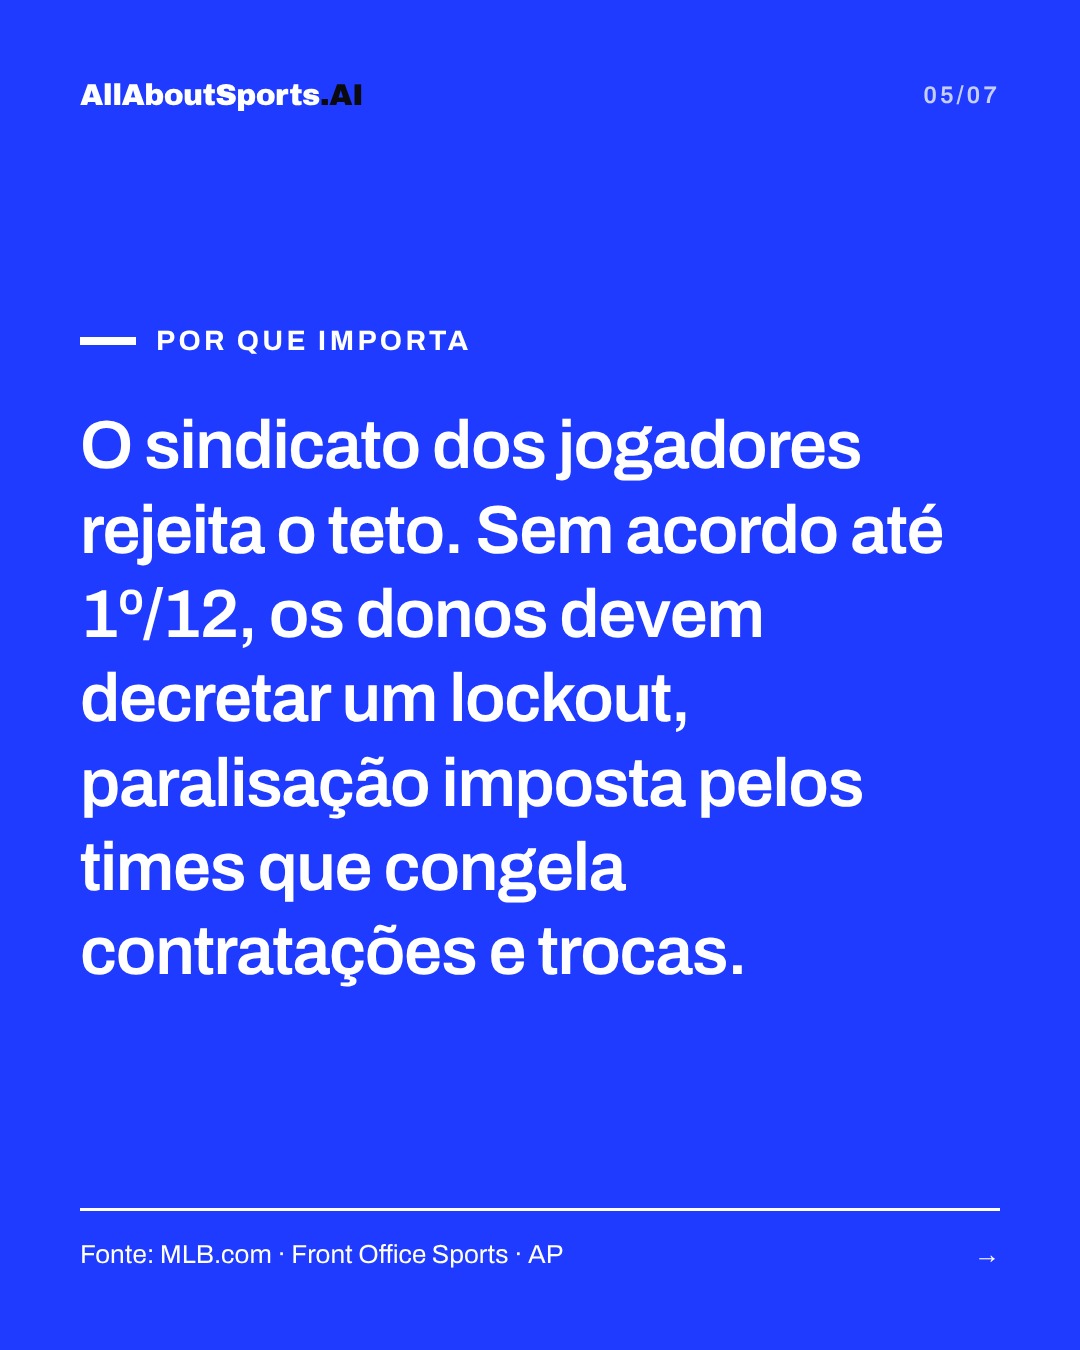 AllAboutSports.AI
05/07
POR QUE IMPORTA
O sindicato dos jogadores
rejeita o teto. Sem acordo até
1º/12, os donos devem
decretar um lockout,
paralisação imposta pelos
times que congela
contratações e trocas.
Fonte: MLB.com · Front Office Sports · AP
→